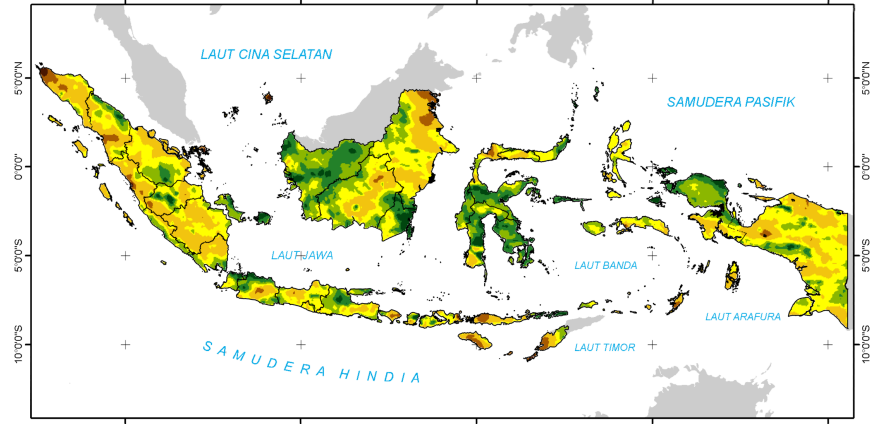 LAUT CINA SELATAN
SAMUDERA PASIFIK
5°0'0"N
5°0'0"N
0°0'0"
0°0'0"
5°0'0"S
5°0'0"S
10°0'0"S
10°0'0"S
LAUT JAWA
LAUT BANDA
LAUT ARAFURA
LAUT TIMOR
SAMUDERA HINDIA